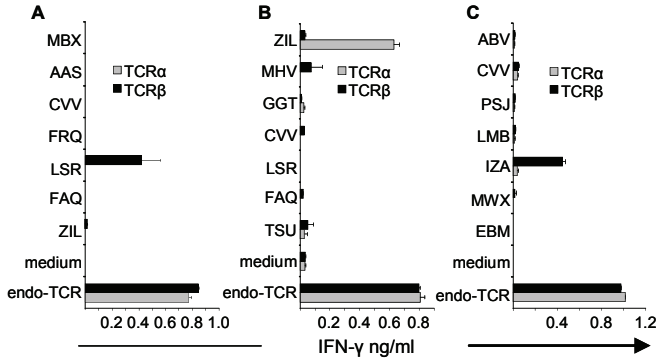 A
MBX
AAS
CVV
FRQ
LSR
FAQ
ZIL
medium
endo-TCR
TCRα
TCRβ
0.2 0.4 0.6 0.8 1.0
B
ZIL
MHV
GGT
CVV
LSR
FAQ
TSU
medium
endo-TCR
TCRα
TCRβ
0.2 0.4 0.6 0.8
C
ABV
CVV
PSJ
LMB
IZA
MWX
EBM
medium
endo-TCR
TCRα
TCRβ
0.4 0.8 1.2
IFN-γ ng/ml